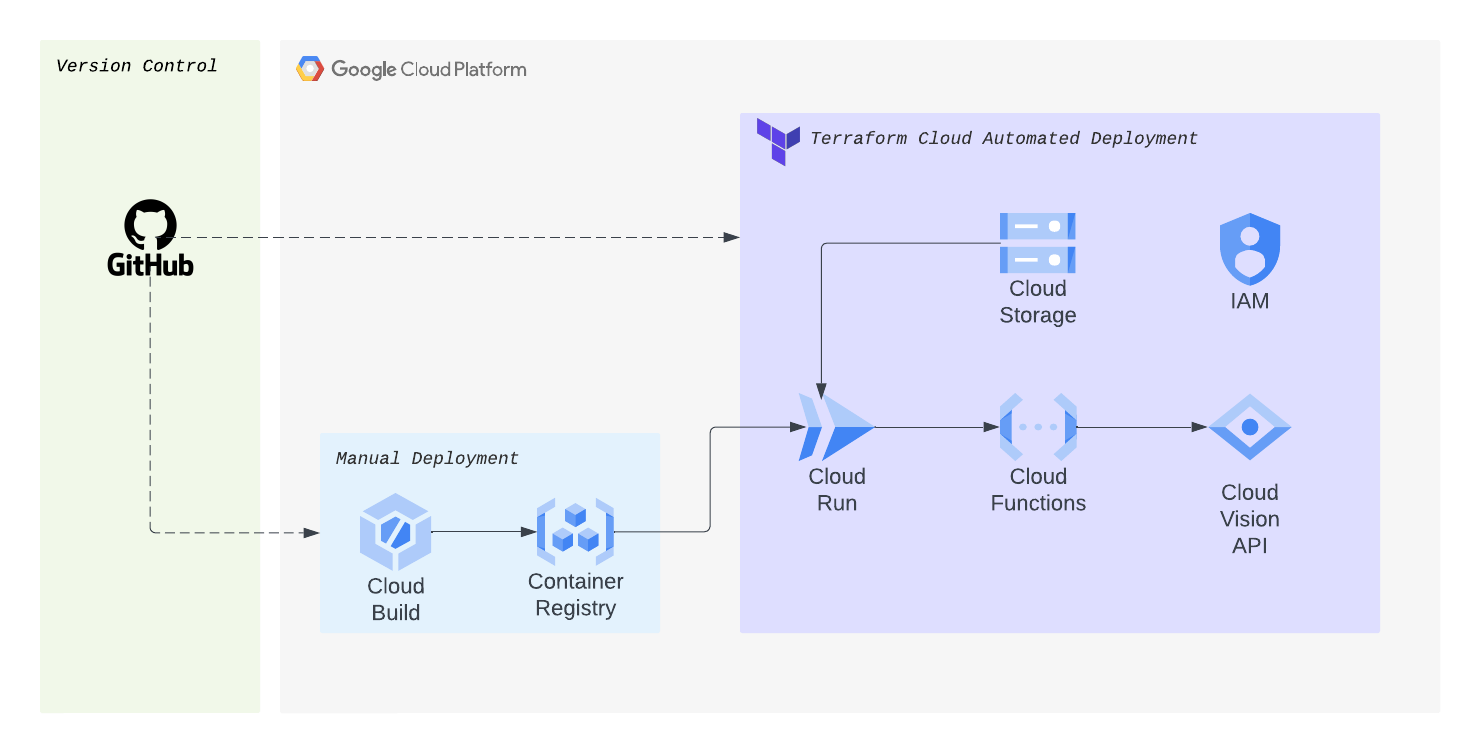 Version Control
Google Cloud Platform
Terraform Cloud Automated Deployment
GitHub
Cloud
Storage
IAM
Manual Deployment
Cloud
Run
Cloud
Functions
Cloud
Vision
API
Cloud
Build
Container
Registry